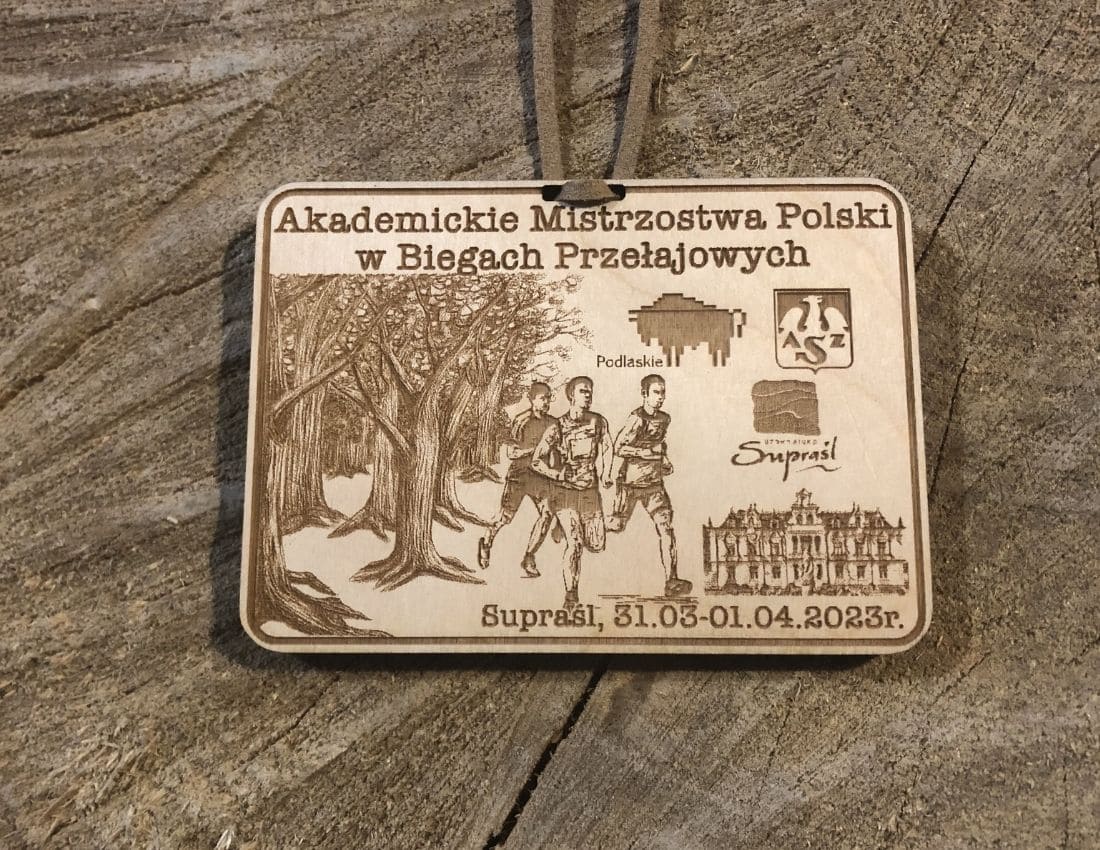 Akademickie Mistrzostwa Polski
w Biegach Przełajowych
Podlaskie
AZS
Supraśl
Supraśl, 31.03-01.04.2023r.